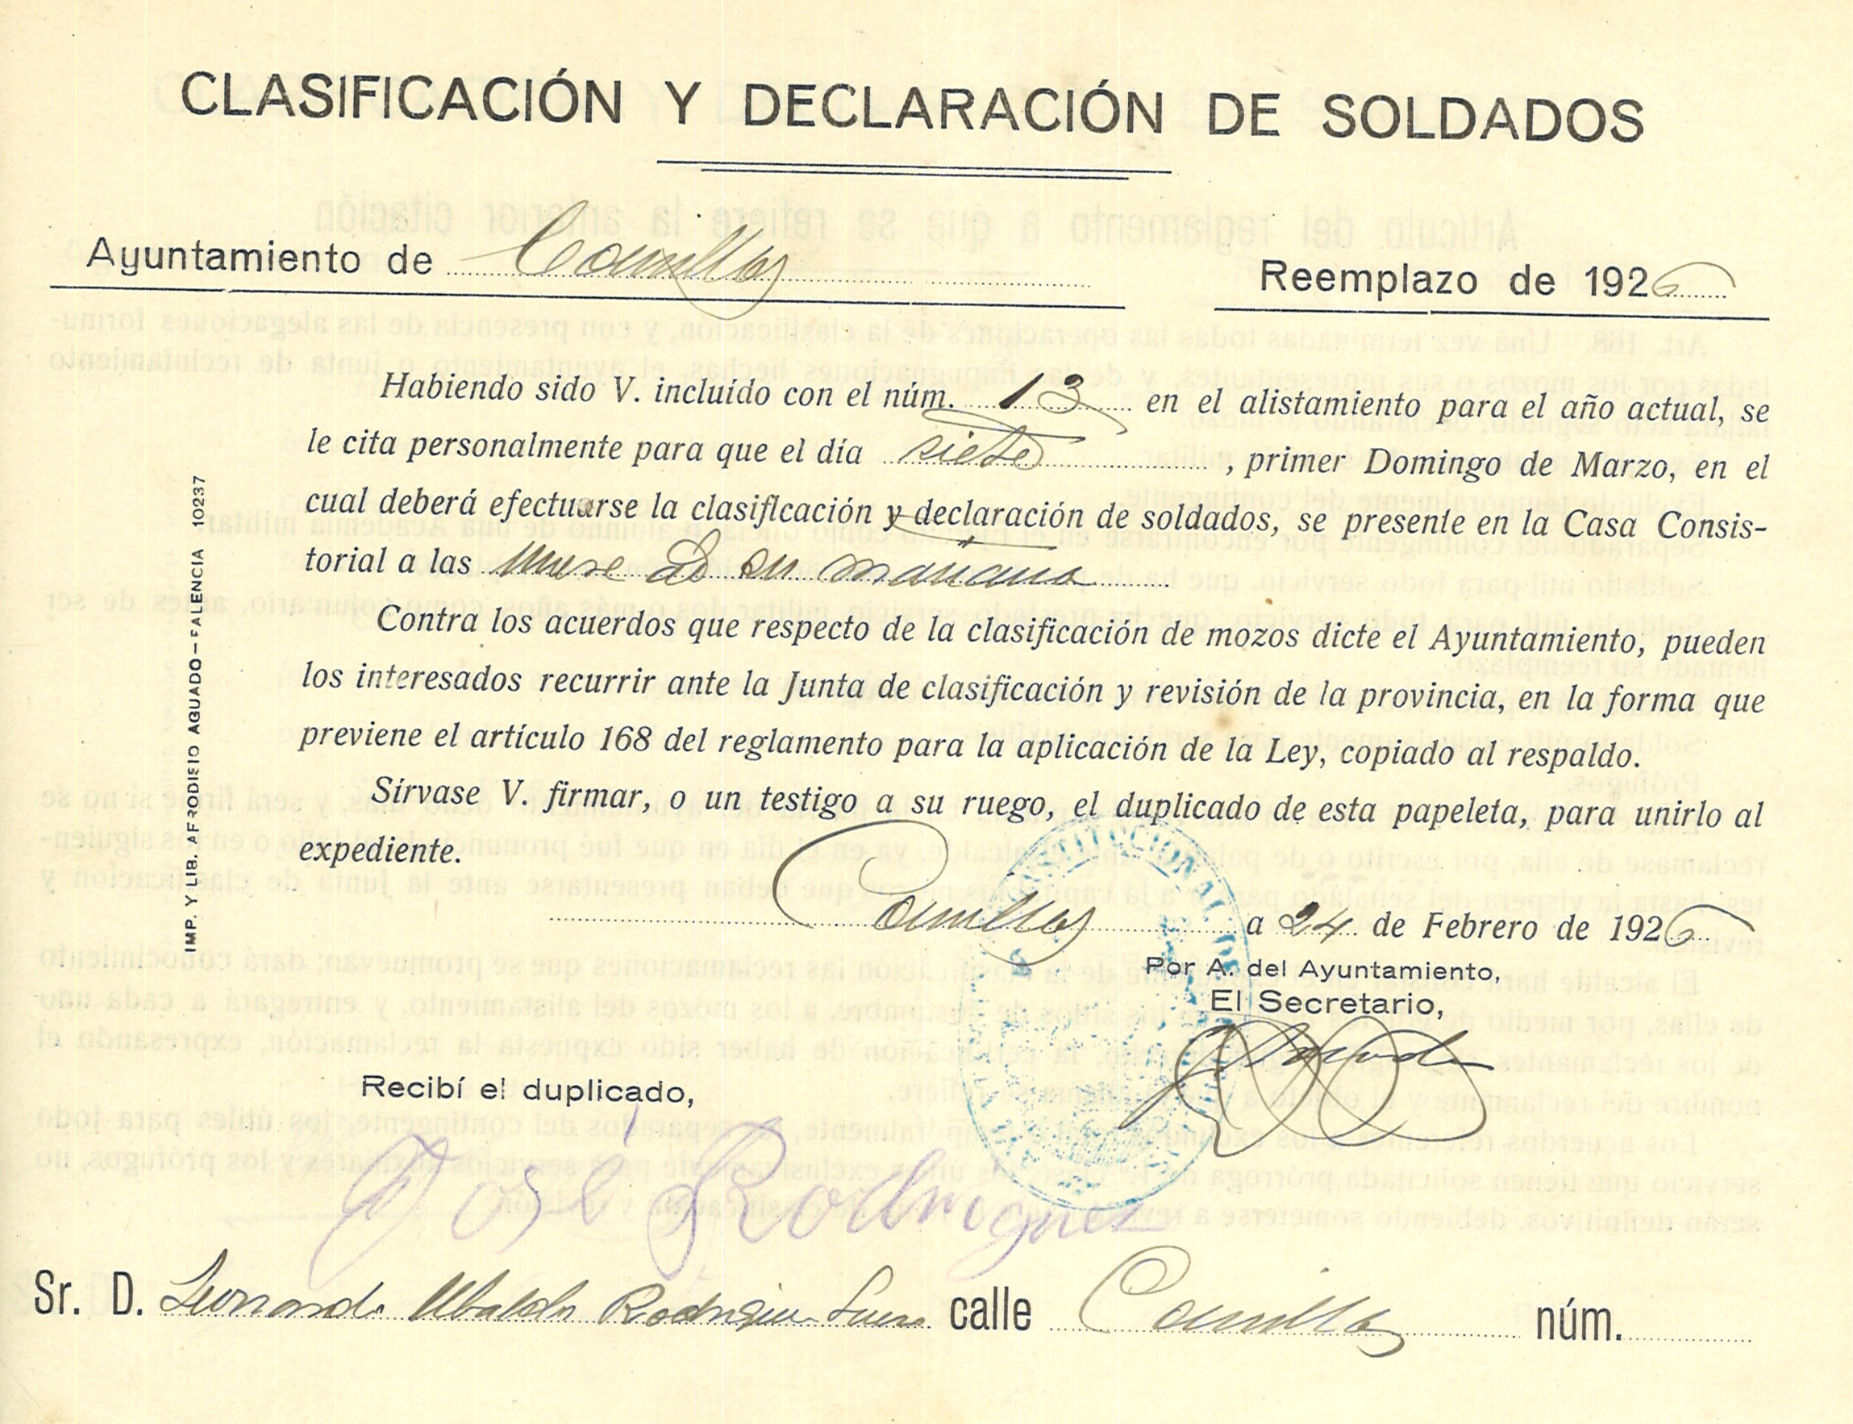 CLASIFICACIÓN Y DECLARACIÓN DE SOLDADOS
Ayuntamiento de Comillas
Reemplazo de 1926
Habiendo sido V. incluído con el núm. 13 en el alistamiento para el año actual, se
le cita personalmente para que el día siete, primer Domingo de Marzo, en el
cual deberá efectuarse la clasificación y declaración de soldados, se presente en la Casa Consis-
torial a las nueve de su mañana
Contra los acuerdos que respecto de la clasificación de mozos dicte el Ayuntamiento, pueden
los interesados recurrir ante la Junta de clasificación y revisión de la provincia, en la forma que
previene el artículo 168 del reglamento para la aplicación de la Ley, copiado al respaldo.
Sírvase V. firmar, o un testigo a su ruego, el duplicado de esta papeleta, para unirlo al
expediente.
Comillas a 24 de Febrero de 1926
Por A. del Ayuntamiento,
El Secretario,
Recibí el duplicado,
José Rodriguez
Sr. D. Leonardo Ubaldo Rodriguez calle Comillas núm.
IMP. Y LIB. AFRODISIO AGUADO—PALENCIA 10237